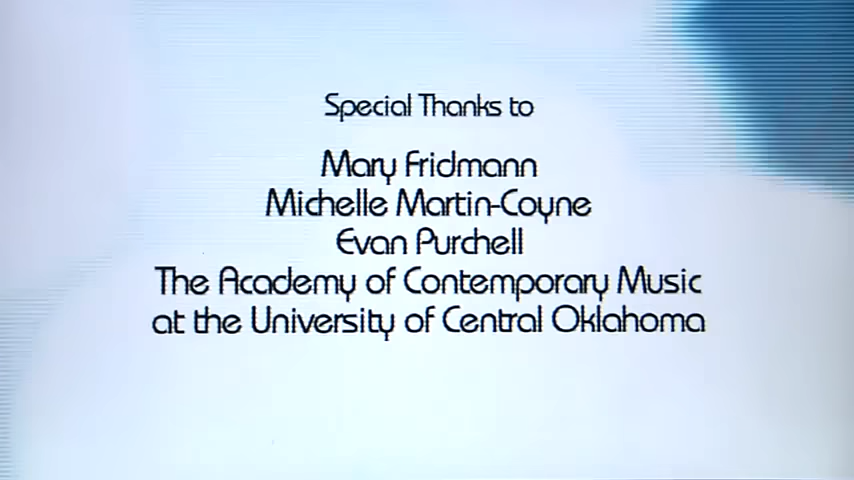 Special Thanks to
Mary Fridmann
Michelle Martin-Coyne
Evan Purchell
The Academy of Contemporary Music
at the University of Central Oklahoma